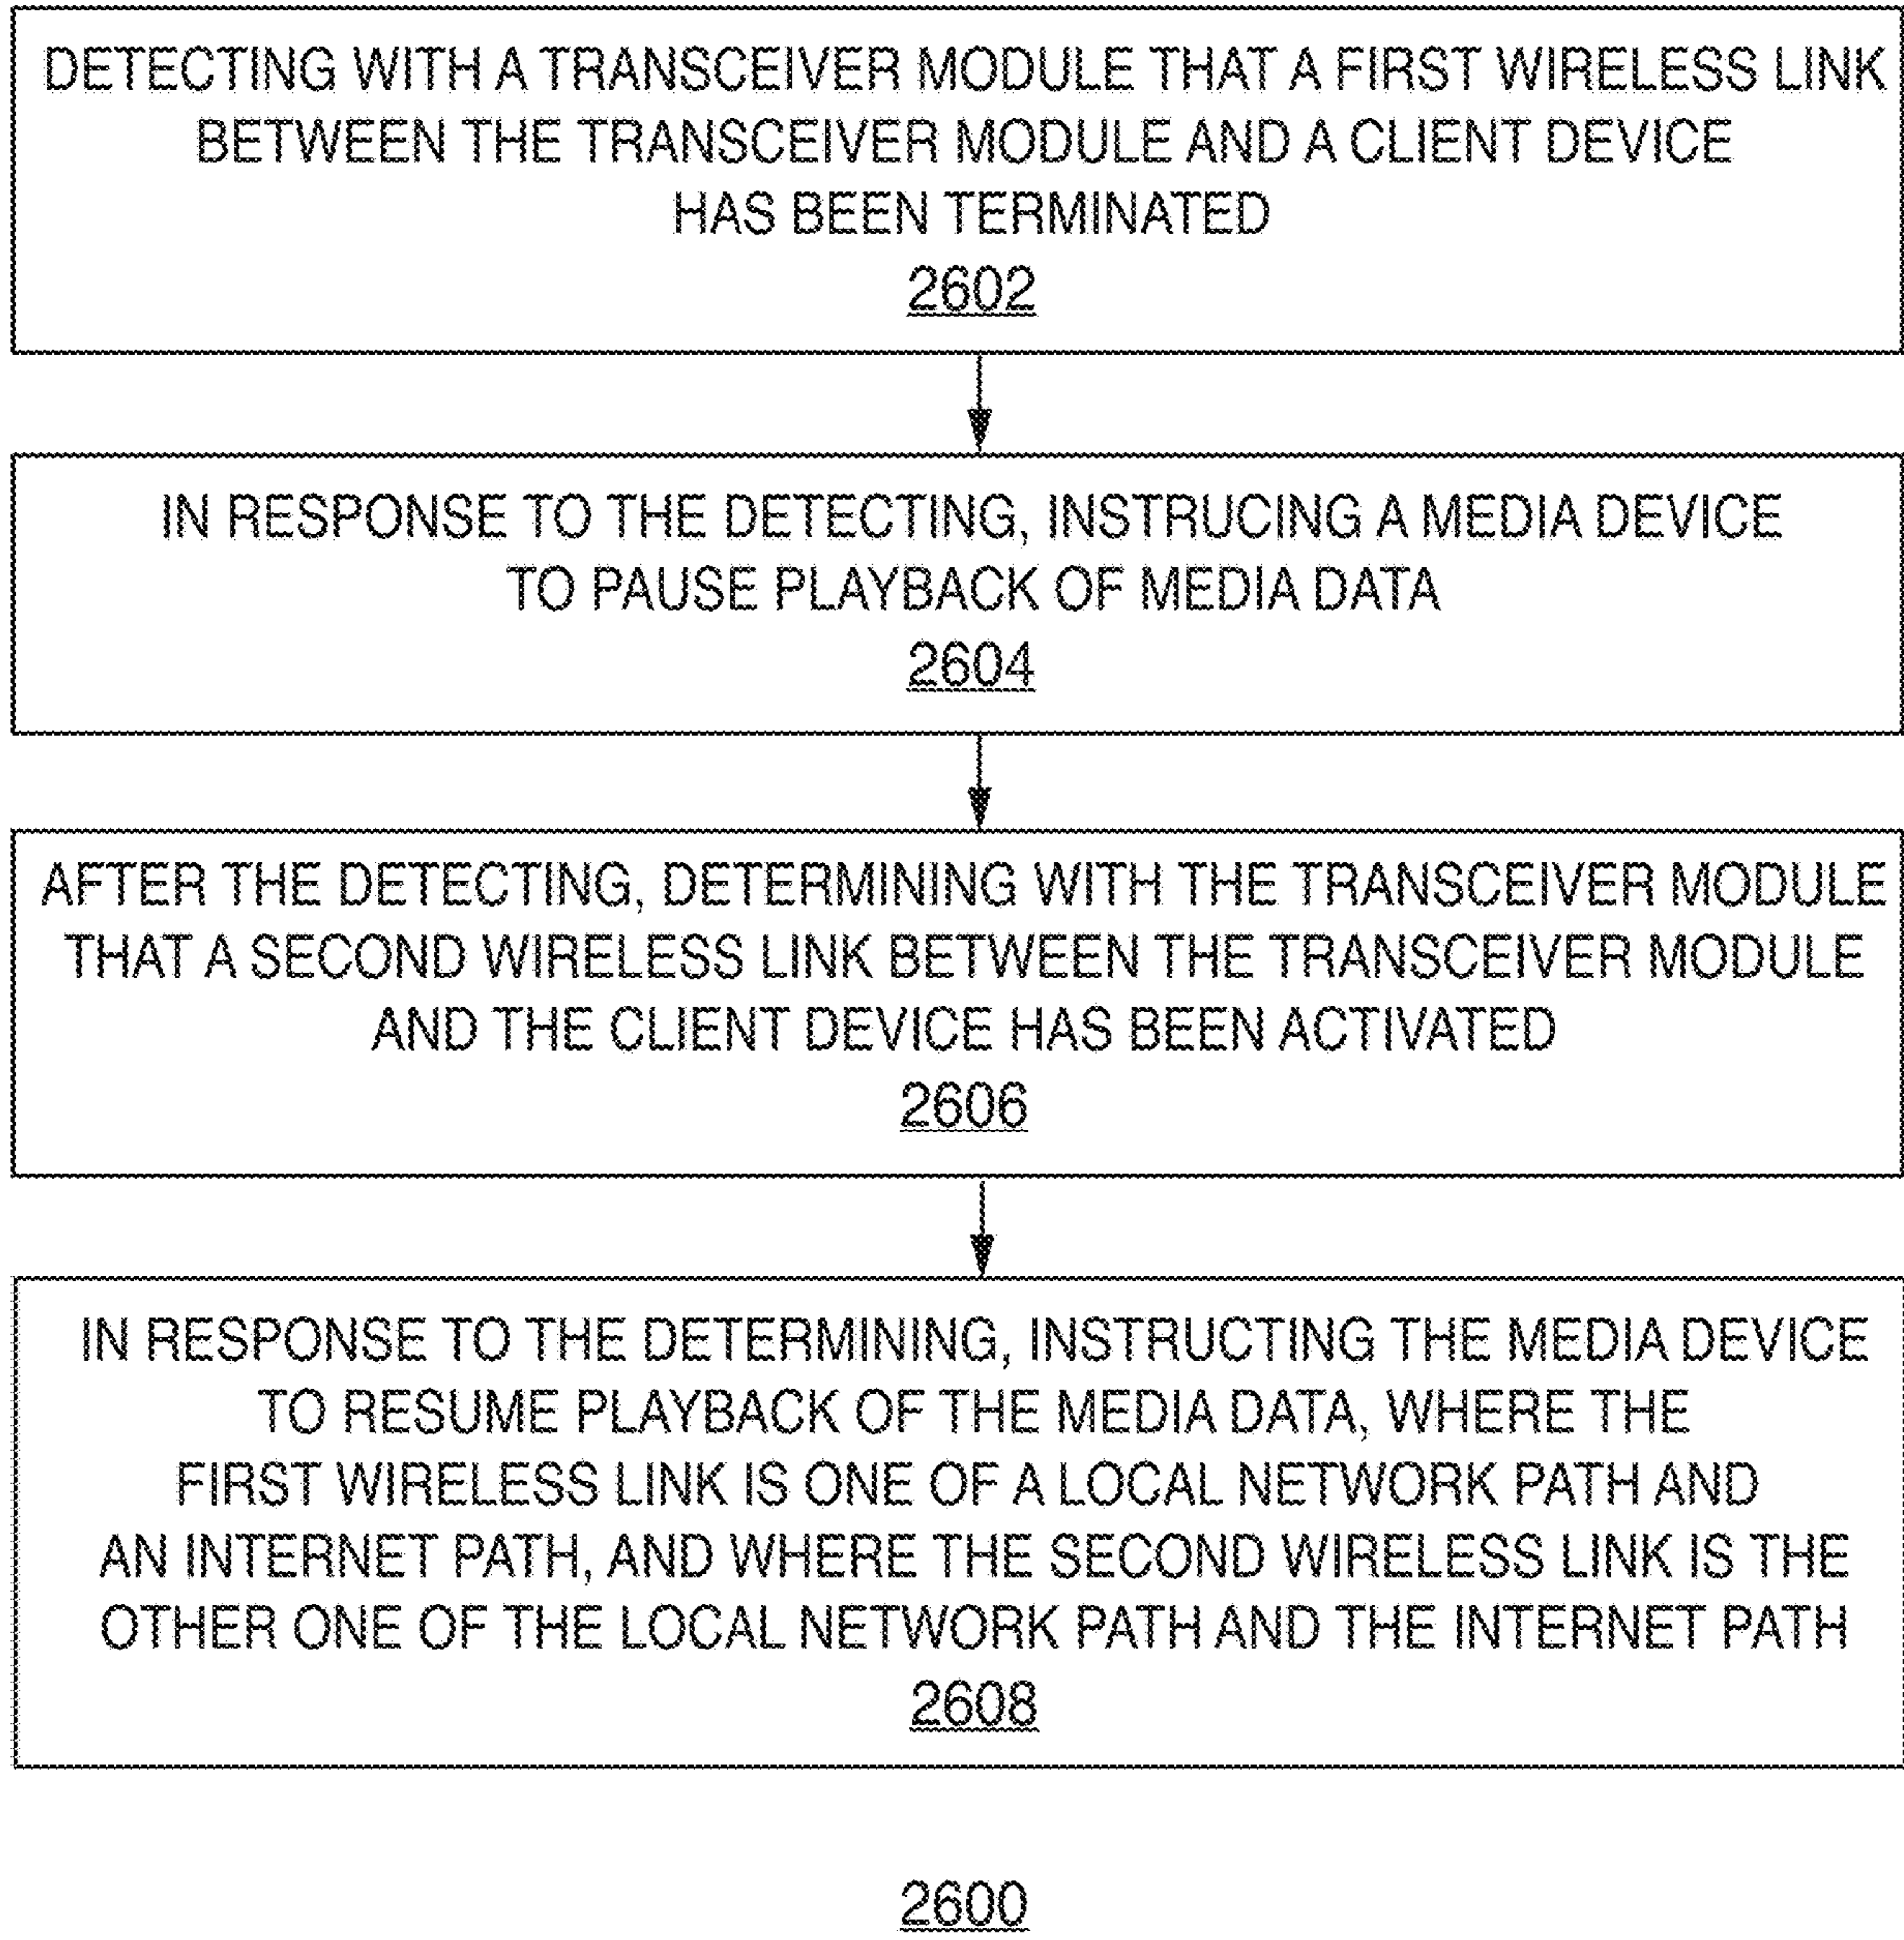 DETECTING WITH A TRANSCEIVER MODULE THAT A FIRST WIRELESS LINK
BETWEEN THE TRANSCEIVER MODULE AND A CLIENT DEVICE
HAS BEEN TERMINATED
2602
IN RESPONSE TO THE DETECTING, INSTRUCING A MEDIA DEVICE
TO PAUSE PLAYBACK OF MEDIA DATA
2604
AFTER THE DETECTING, DETERMINING WITH THE TRANSCEIVER MODULE
THAT A SECOND WIRELESS LINK BETWEEN THE TRANSCEIVER MODULE
AND THE CLIENT DEVICE HAS BEEN ACTIVATED
2606
IN RESPONSE TO THE DETERMINING, INSTRUCTING THE MEDIA DEVICE
TO RESUME PLAYBACK OF THE MEDIA DATA, WHERE THE
FIRST WIRELESS LINK IS ONE OF A LOCAL NETWORK PATH AND
AN INTERNET PATH, AND WHERE THE SECOND WIRELESS LINK IS THE
OTHER ONE OF THE LOCAL NETWORK PATH AND THE INTERNET PATH
2608
2600